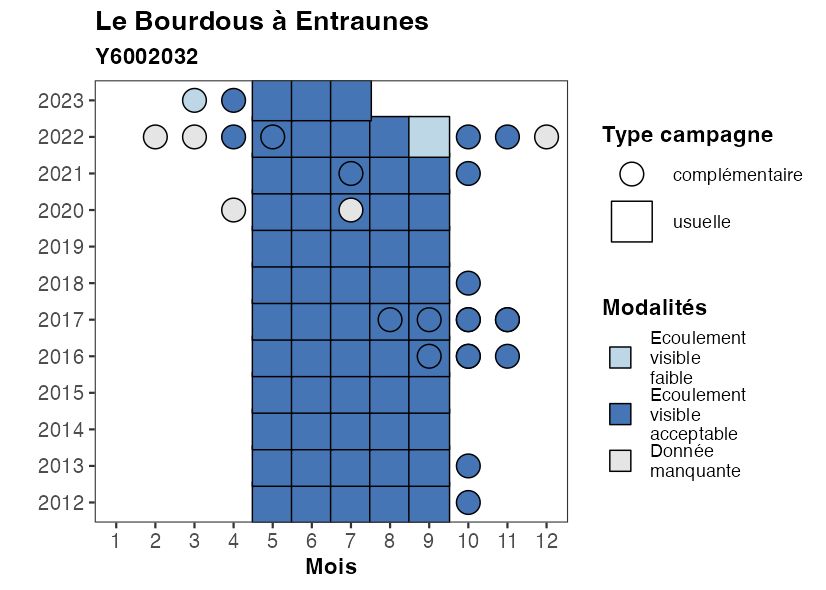 Le Bourdous à Entraunes
Y6002032
2023
2022
2021
2020
2019
2018
2017
2016
2015
2014
2013
2012
1 2 3 4 5 6 7 8 9 10 11 12
Mois
Type campagne
complémentaire
usuelle
Modalités
Ecoulement
visible
faible
Ecoulement
visible
acceptable
Donnée
manquante